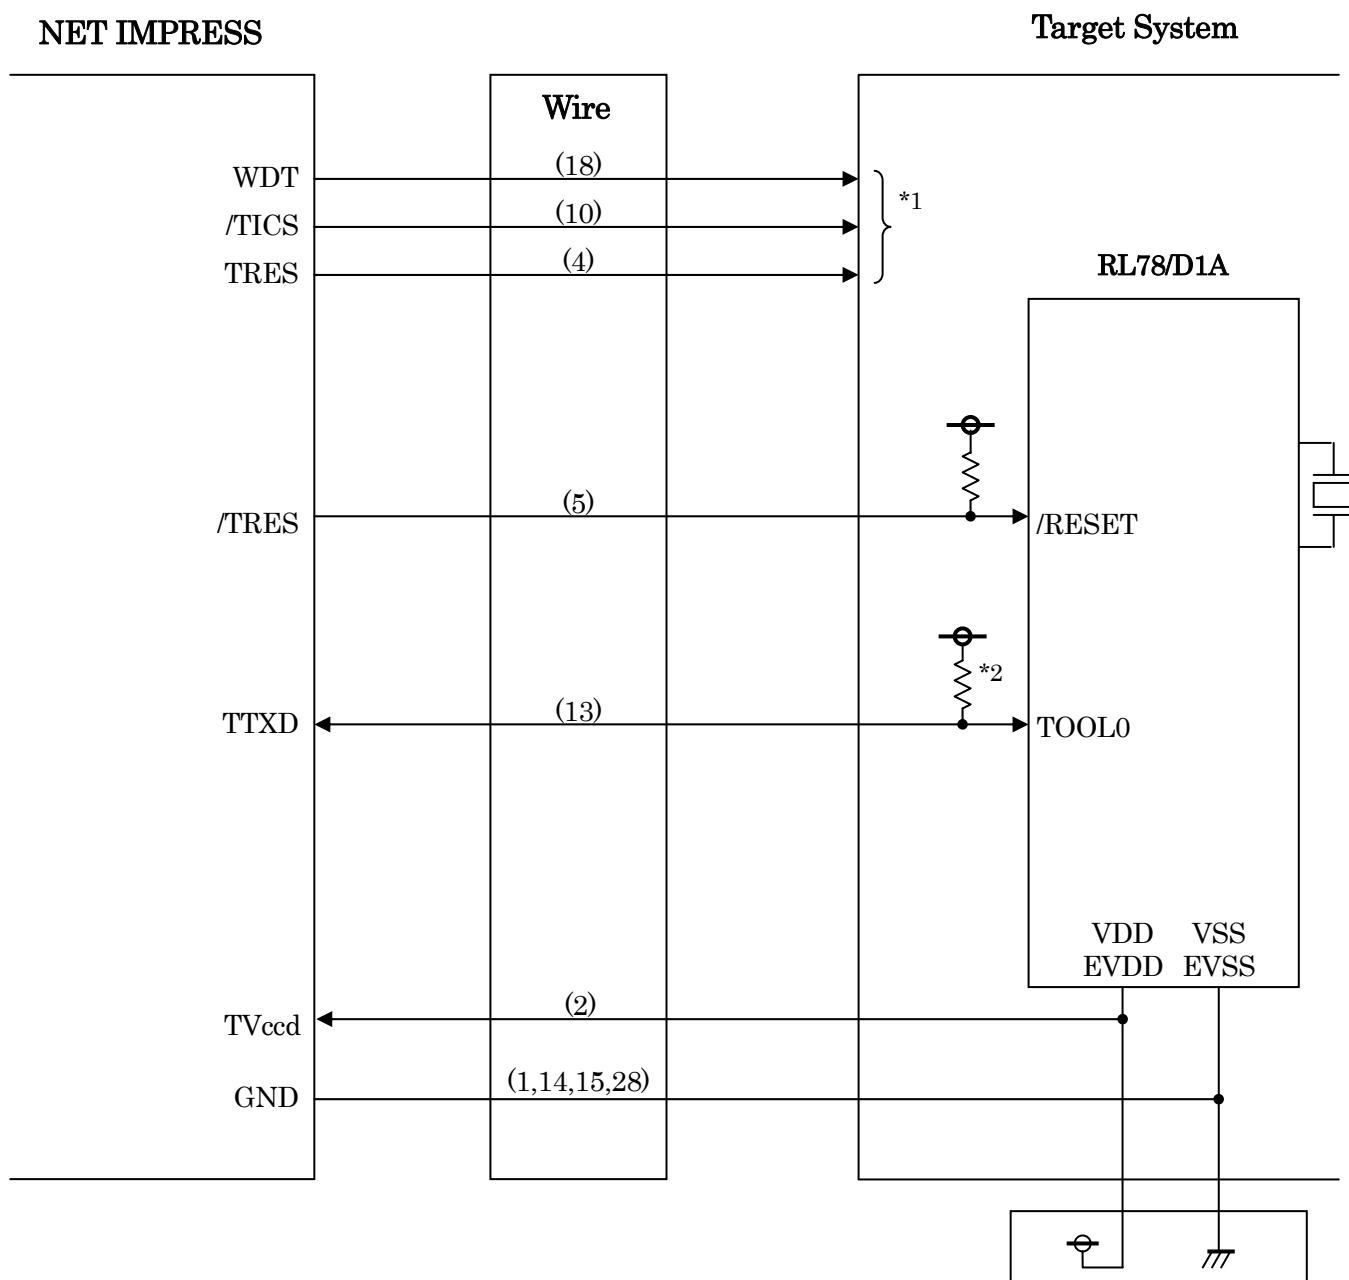 NET IMPRESS
Target System
Wire
WDT
(18)
*1
/TICS
(10)
TRES
(4)
RL78/D1A
/TRES
(5)
/RESET
*2
TTXD
(13)
TOOL0
VDD VSS
EVDD EVSS
TVccd
(2)
GND
(1,14,15,28)